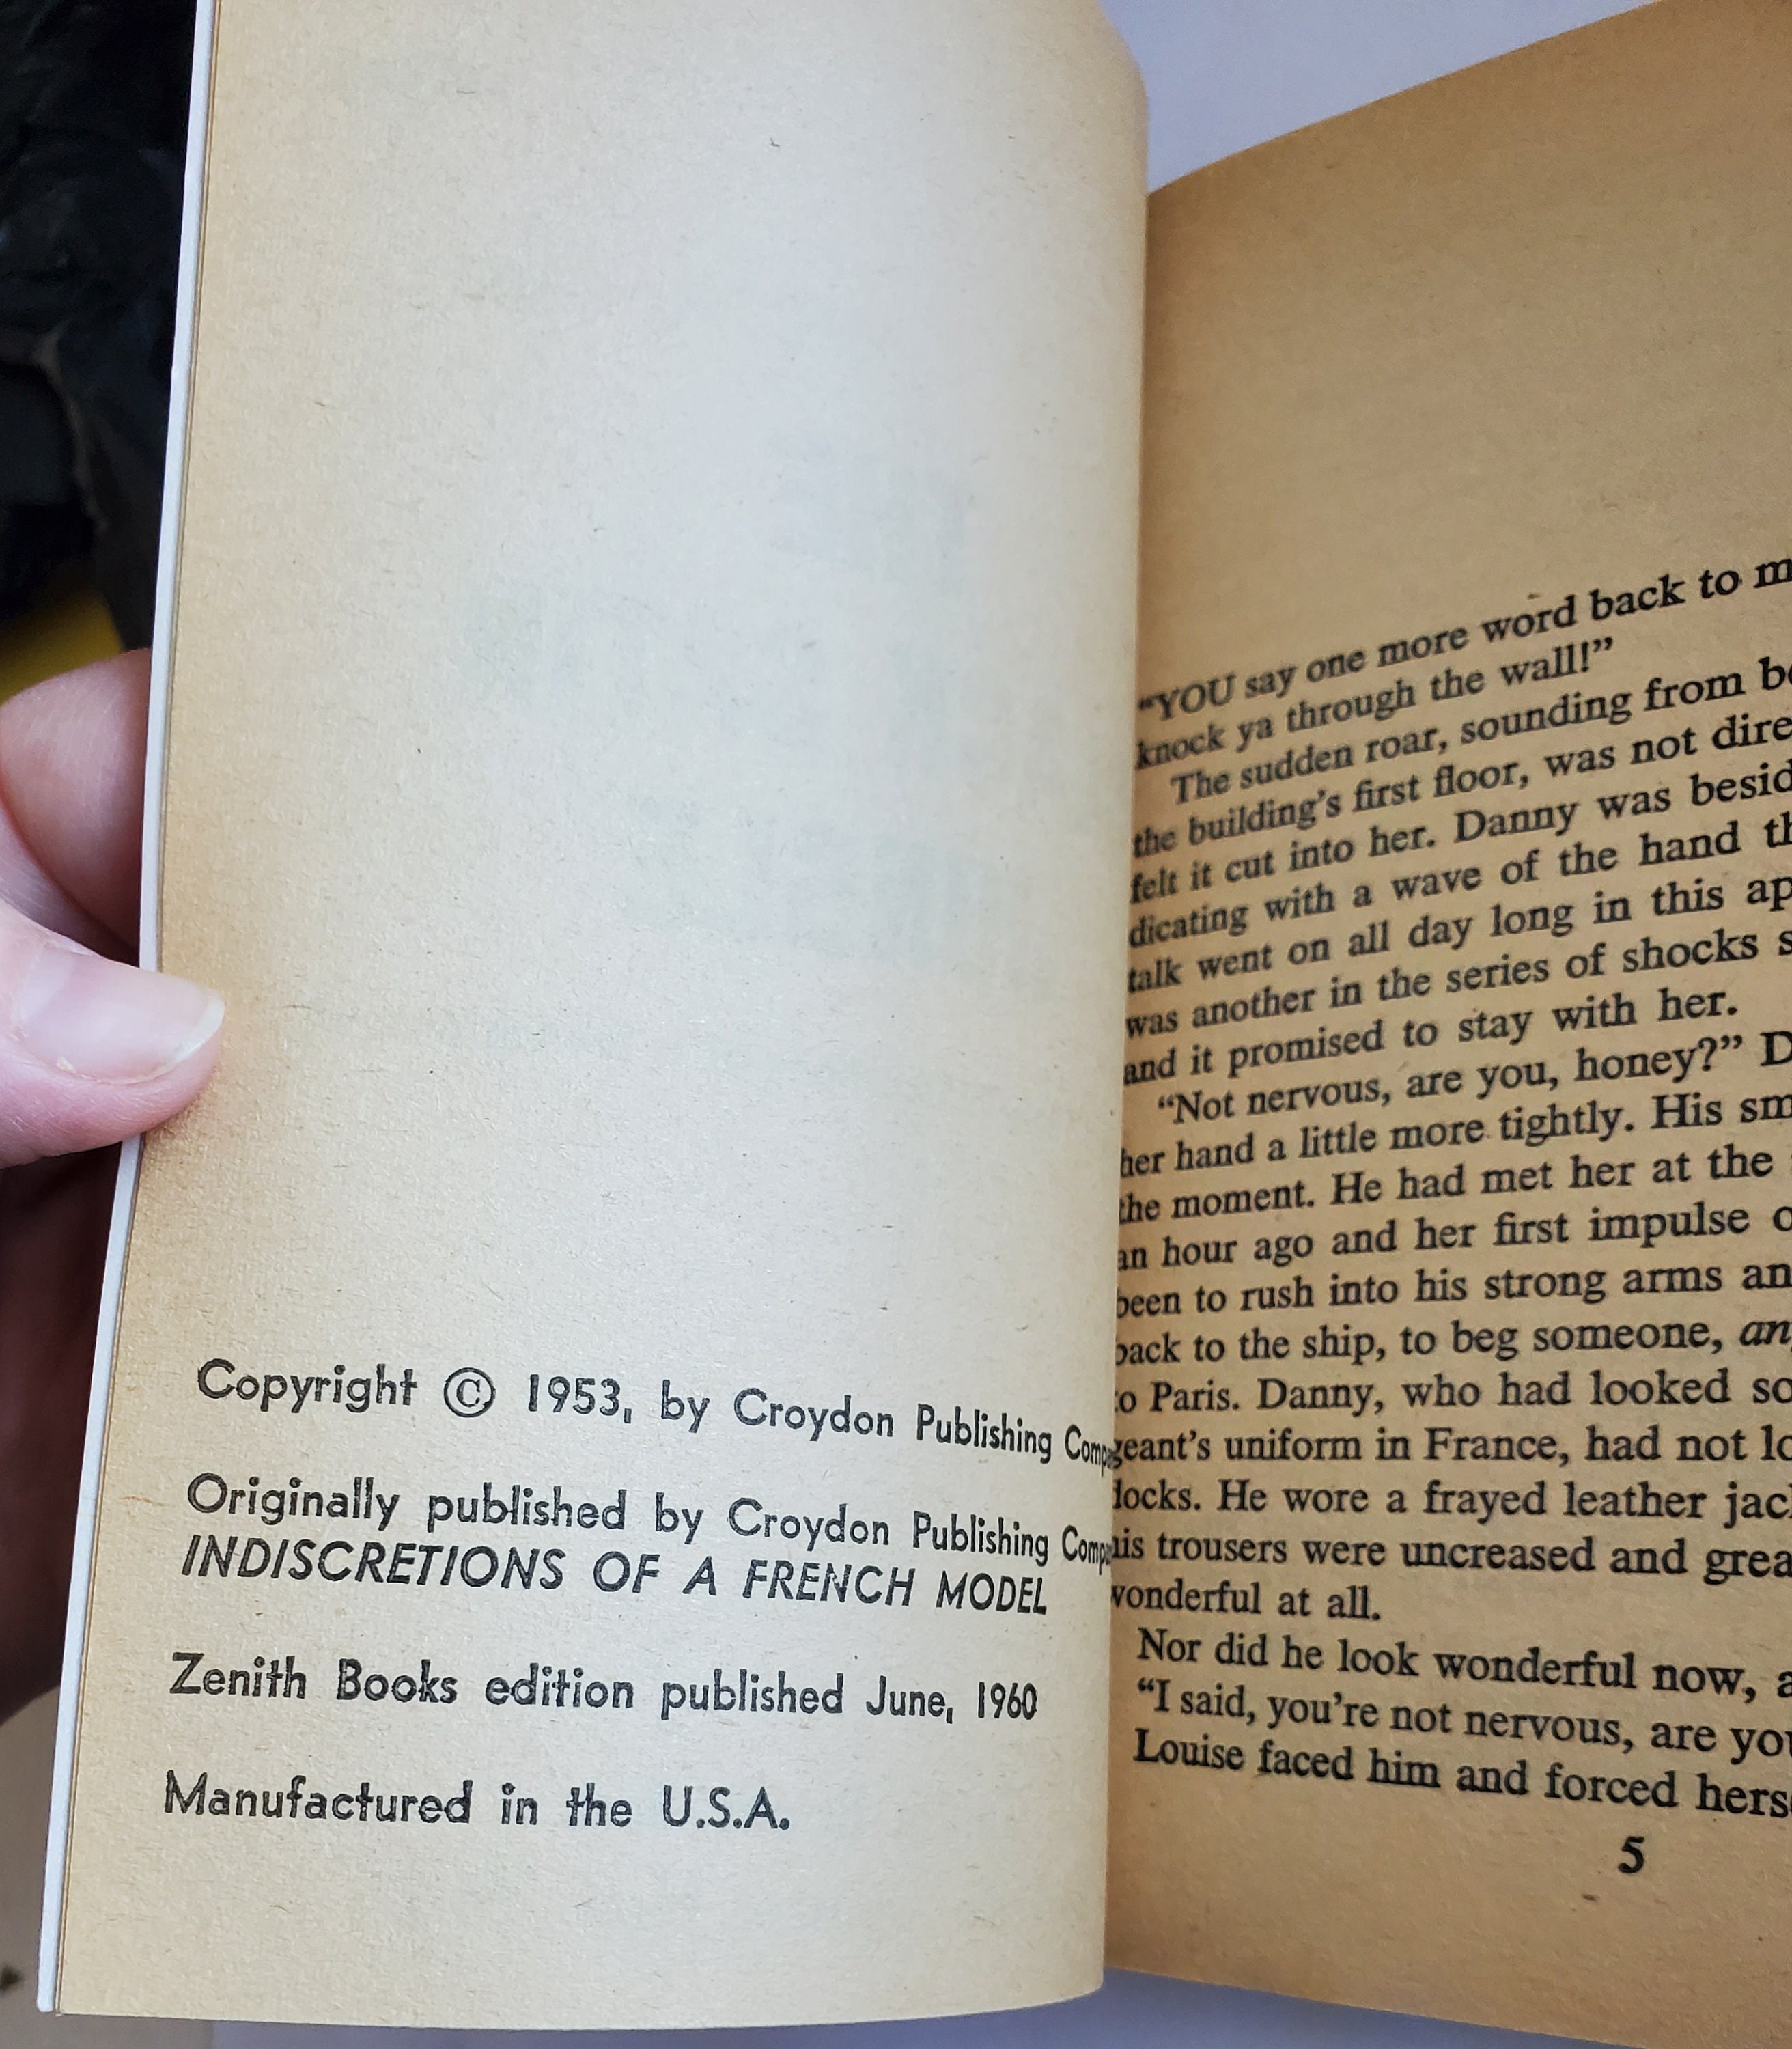 Copyright © 1953, by Croydon Publishing
Originally published by Croydon Publishing
INDISCRETIONS OF A FRENCH MODEL
Zenith Books edition published June, 1960
Manufactured in the U.S.A.
“YOU say one more word back to
knock ya through the wall!”
The sudden roar, sounding from
the building’s first floor, was not
felt it cut into her. Danny was
dicating with a wave of the hand
talk went on all day long in this
was another in the series of shocks
and it promised to stay with her.
“Not nervous, are you, honey?”
her hand a little more tightly. His
the moment. He had met her at the
an hour ago and her first impulse
been to rush into his strong arms
back to the ship, to beg someone,
to Paris. Danny, who had looked
geant’s uniform in France, had not
docks. He wore a frayed leather
his trousers were uncreased and
wonderful at all.
Nor did he look wonderful now,
“I said, you’re not nervous, are
Louise faced him and forced
5